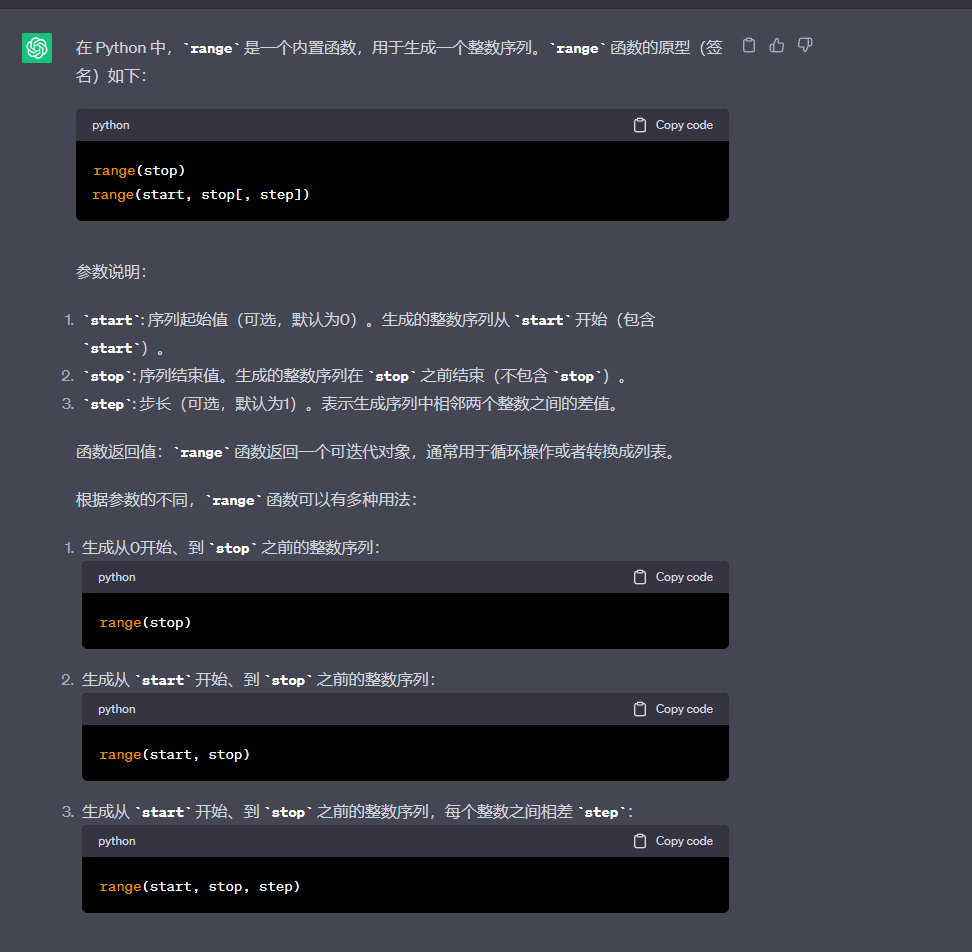 在 Python 中，`range` 是一个内置函数，用于生成一个整数序列。`range` 函数的原型（签
名）如下：
python
Copy code
range(stop)
range(start, stop[, step])
参数说明：
1. `start`: 序列起始值（可选，默认为0）。生成的整数序列从 `start` 开始（包含
`start`）。
2. `stop`: 序列结束值。生成的整数序列在 `stop` 之前结束（不包含 `stop`）。
3. `step`: 步长（可选，默认为1）。表示生成序列中相邻两个整数之间的差值。
函数返回值：`range` 函数返回一个可迭代对象，通常用于循环操作或者转换成列表。
根据参数的不同，`range` 函数可以有多种用法：
1. 生成从0开始、到 `stop` 之前的整数序列：
python
Copy code
range(stop)
2. 生成从 `start` 开始、到 `stop` 之前的整数序列：
python
Copy code
range(start, stop)
3. 生成从 `start` 开始、到 `stop` 之前的整数序列，每个整数之间相差 `step`：
python
Copy code
range(start, stop, step)